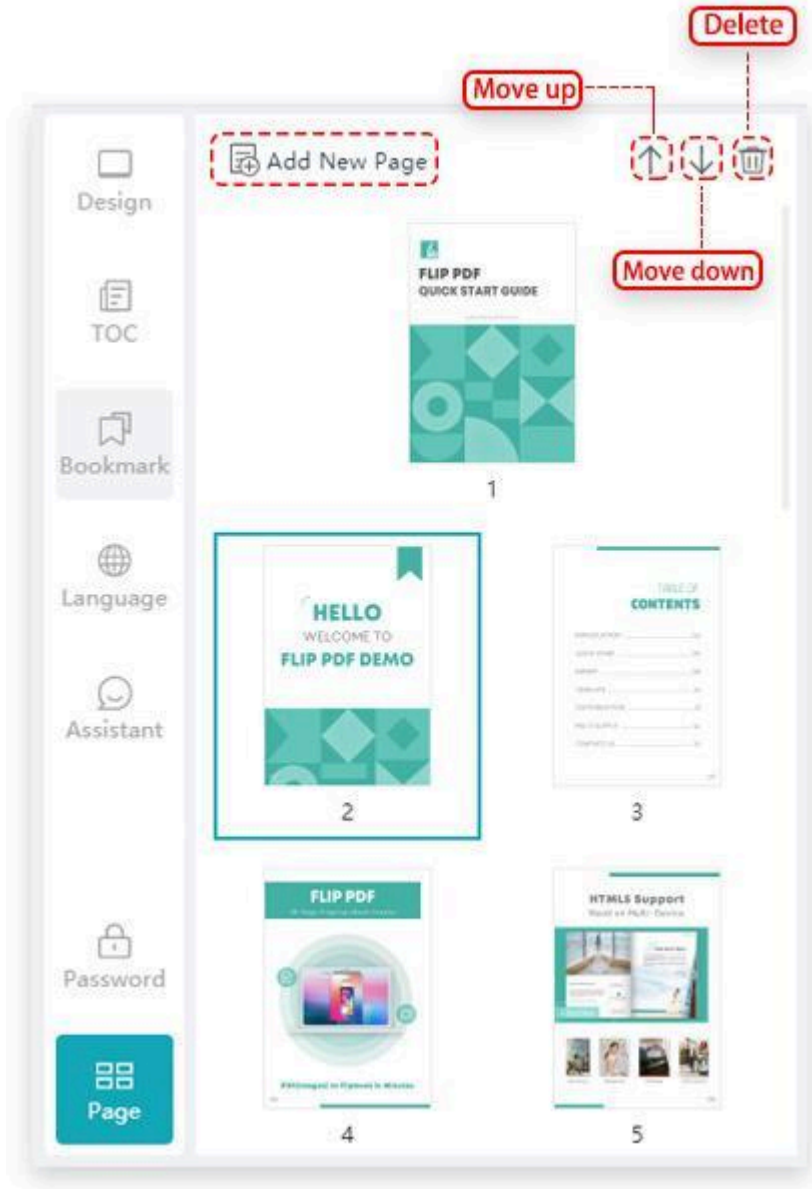 Delete
Move up
Add New Page
Move down
Design
TOC
Bookmark
Language
Assistant
Password
Page
FLIP PDF
QUICK START GUIDE
1
HELLO
WELCOME TO
FLIP PDF DEMO
2
TABLE OF
CONTENTS
3
FLIP PDF
4
HTML5 Support
Read on Multi-Device
5